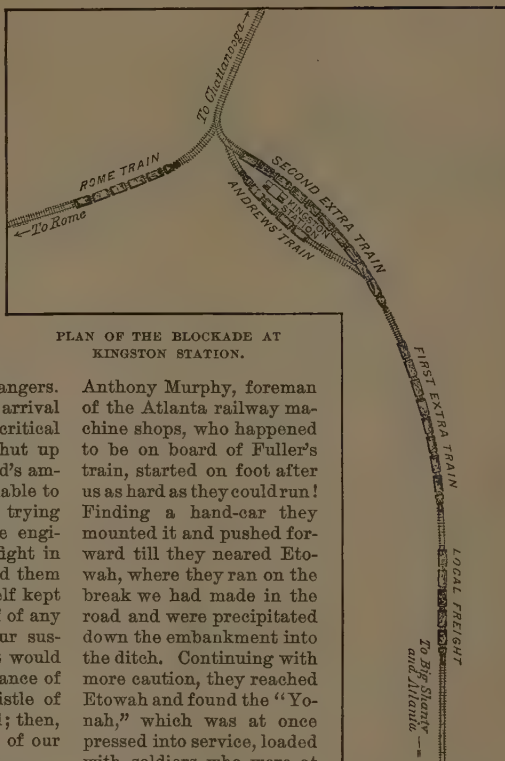 To Chattanooga→
ROME TRAIN
←To Rome
SECOND EXTRA TRAIN
KINGSTON
STATION
ANDREWS' TRAIN
FIRST EXTRA TRAIN
LOCAL FREIGHT
To Big Shanty
and Atlanta→
PLAN OF THE BLOCKADE AT
KINGSTON STATION.
angers.
arrival
critical
hut up
d's am-
able to
trying
e engi-
ight in
d them
elf kept
of any
ur sus-
would
ance of
istle of
l; then,
of our
Anthony Murphy, foreman
of the Atlanta railway ma-
chine shops, who happened
to be on board of Fuller's
train, started on foot after
us as hard as they could run!
Finding a hand-car they
mounted it and pushed for-
ward till they neared Eto-
wah, where they ran on the
break we had made in the
road and were precipitated
down the embankment into
the ditch. Continuing with
more caution, they reached
Etowah and found the "Yo-
nah," which was at once
pressed into service, loaded
with soldiers who were at